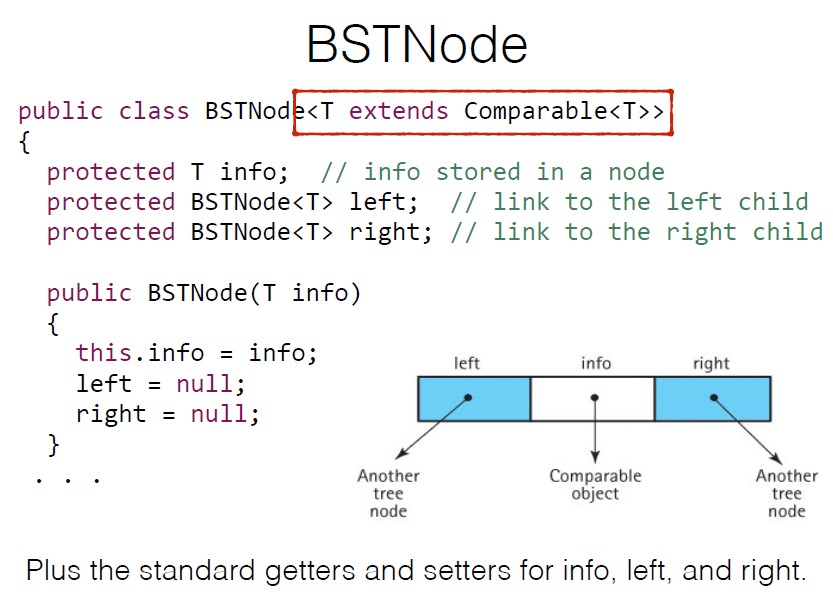 BSTNode
public class BSTNode<T extends Comparable<T>>
{
protected T info;  // info stored in a node
protected BSTNode<T> left;  // link to the left child
protected BSTNode<T> right; // link to the right child
public BSTNode(T info)
{
this.info = info;
left = null;
right = null;
}
. . .
left info right
Another
tree
node
Comparable
object
Another
tree
node
Plus the standard getters and setters for info, left, and right.